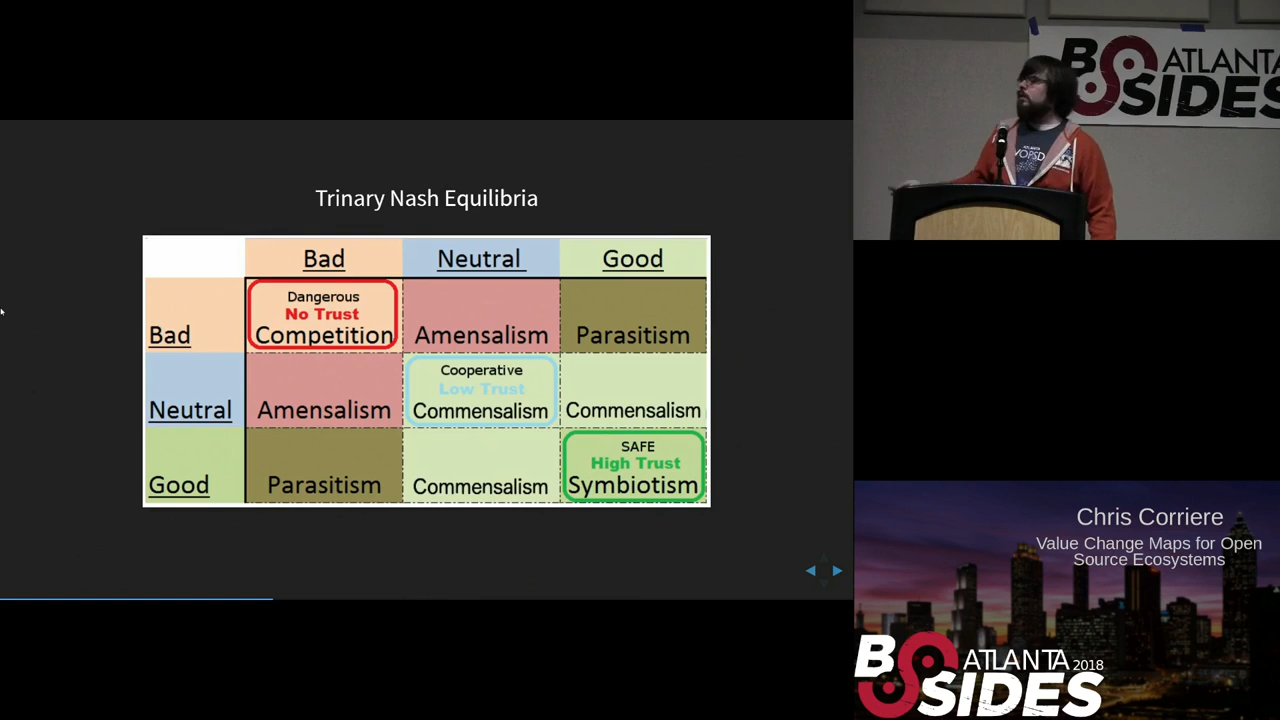 Trinary Nash Equilibria
Bad Neutral Good
Bad
Dangerous
No Trust
Competition
Amensalism
Parasitism
Neutral
Amensalism
Cooperative
Low Trust
Commensalism
Commensalism
Good
Parasitism
Commensalism
SAFE
High Trust
Symbiotism
BSIDES ATLANTA
ATLANTA
Chris Corriere
Value Change Maps for Open
Source Ecosystems
BSIDES ATLANTA 2018